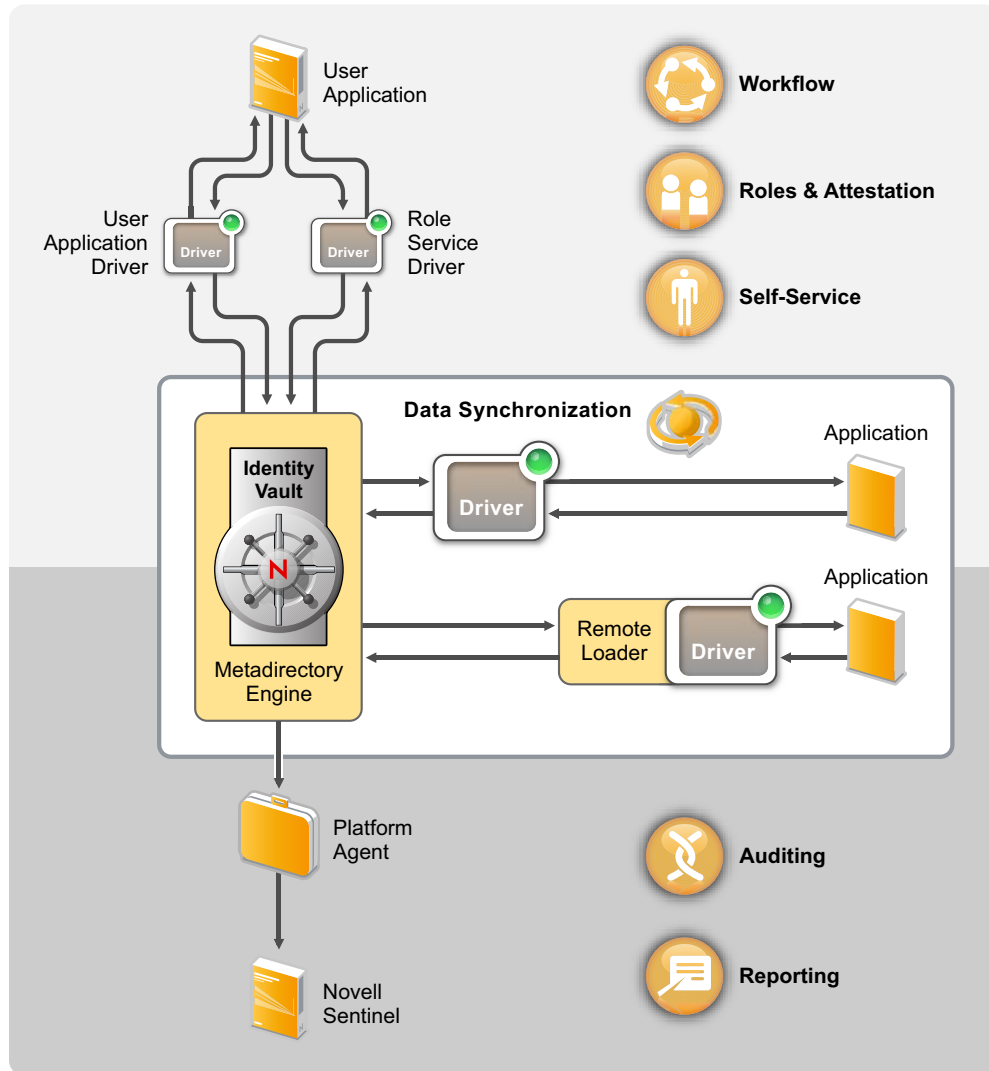 User
Application
Workflow
Roles & Attestation
Self-Service
User
Application
Driver
Driver
Driver
Role
Service
Driver
Data Synchronization
Identity
Vault
N
Metadirectory
Engine
Driver
Application
Remote
Loader
Driver
Application
Platform
Agent
Auditing
Novell
Sentinel
Reporting